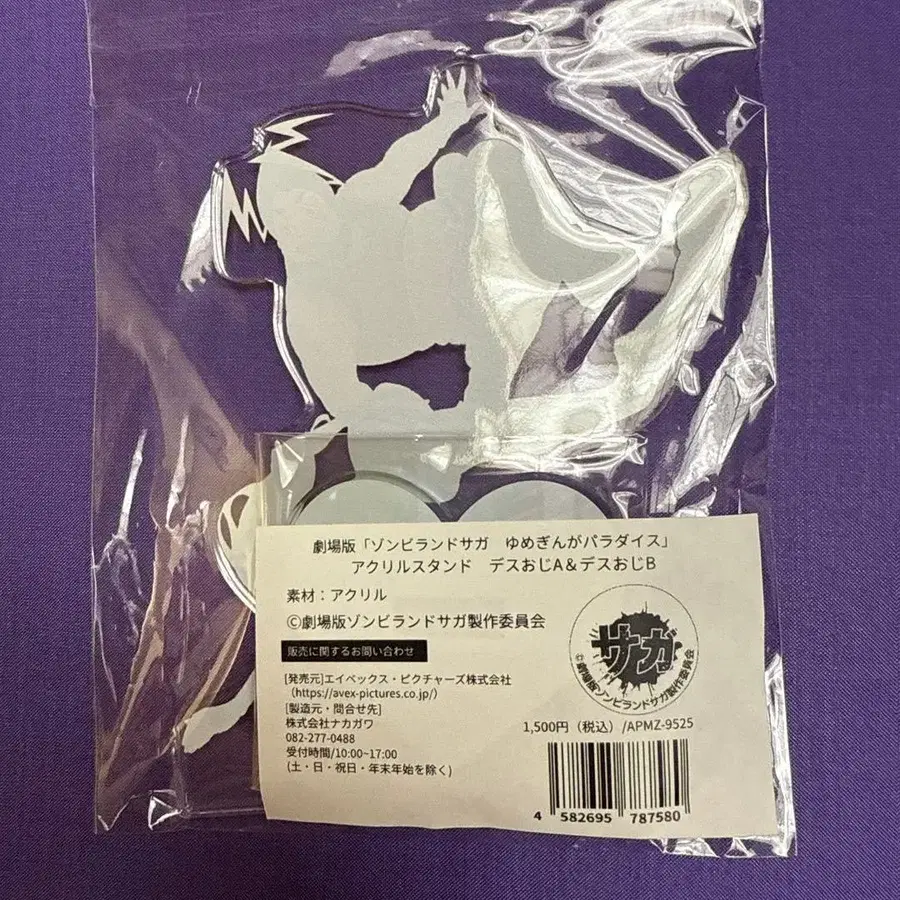 劇場版「ゾンビランドサガ　ゆめぎんがパラダイス」
アクリルスタンド　デスおじA＆デスおじB
素材：アクリル
©劇場版ゾンビランドサガ製作委員会
販売に関するお問い合わせ
[発売元]エイベックス・ピクチャーズ株式会社
（https://avex-pictures.co.jp/）
[製造元・問合せ先]
株式会社ナカガワ
082-277-0488
受付時間/10:00~17:00
(土・日・祝日・年末年始を除く)
サガ
©劇場版ゾンビランドサガ製作委員会
1,500円（税込）/APMZ-9525
4 582695 787580